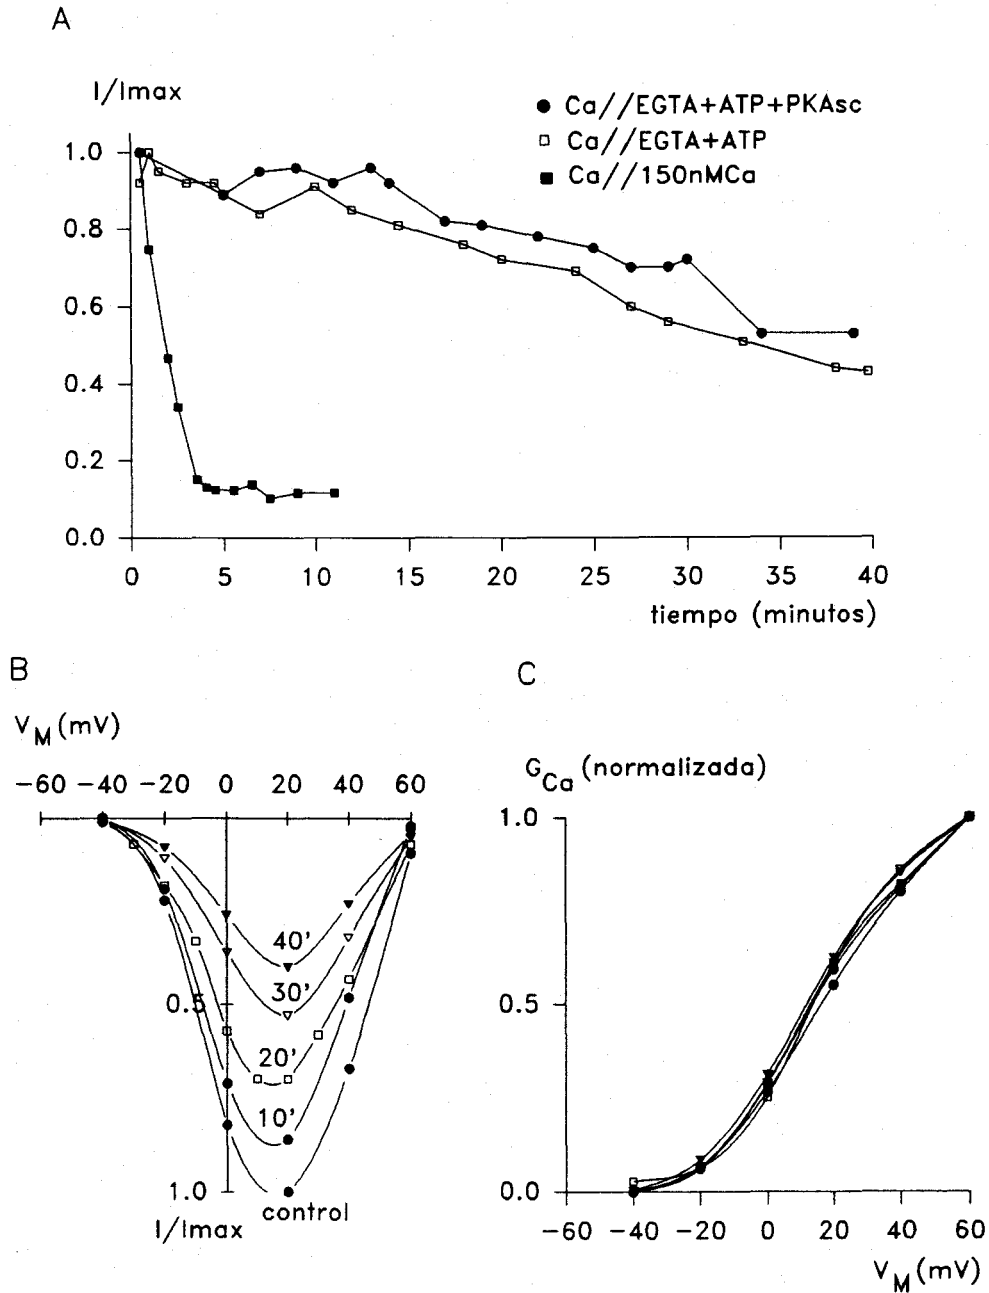 A
I/Imax
Ca//EGTA+ATP+PKAsc
Ca//EGTA+ATP
Ca//150nMCa
1.0
0.8
0.6
0.4
0.2
0.0
0 5 10 15 20 25 30 35 40
tiempo (minutos)
B
V_M (mV)
-60 -40 -20 0 20 40 60
40'
30'
0.5
20'
10'
1.0
control
I/Imax
C
G_Ca (normalizada)
1.0
0.5
0.0
-60 -40 -20 0 20 40 60
V_M (mV)